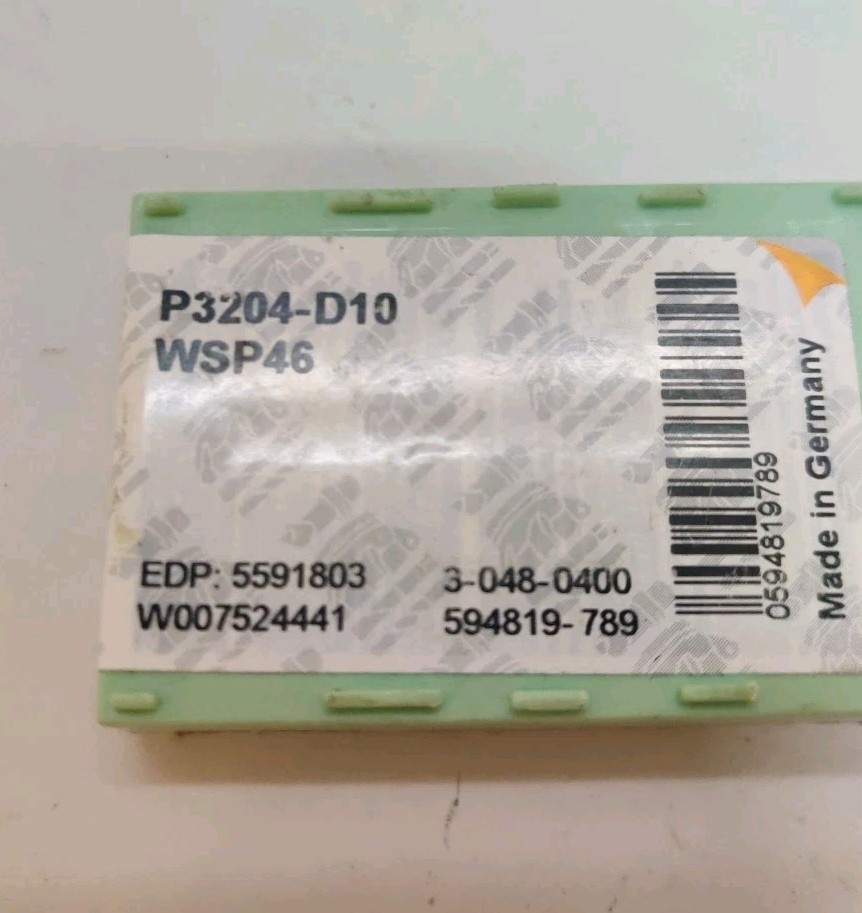 P3204-D10
WSP46
EDP: 5591803
W007524441
3-048-0400
594819-789
0594819789
Made in Germany